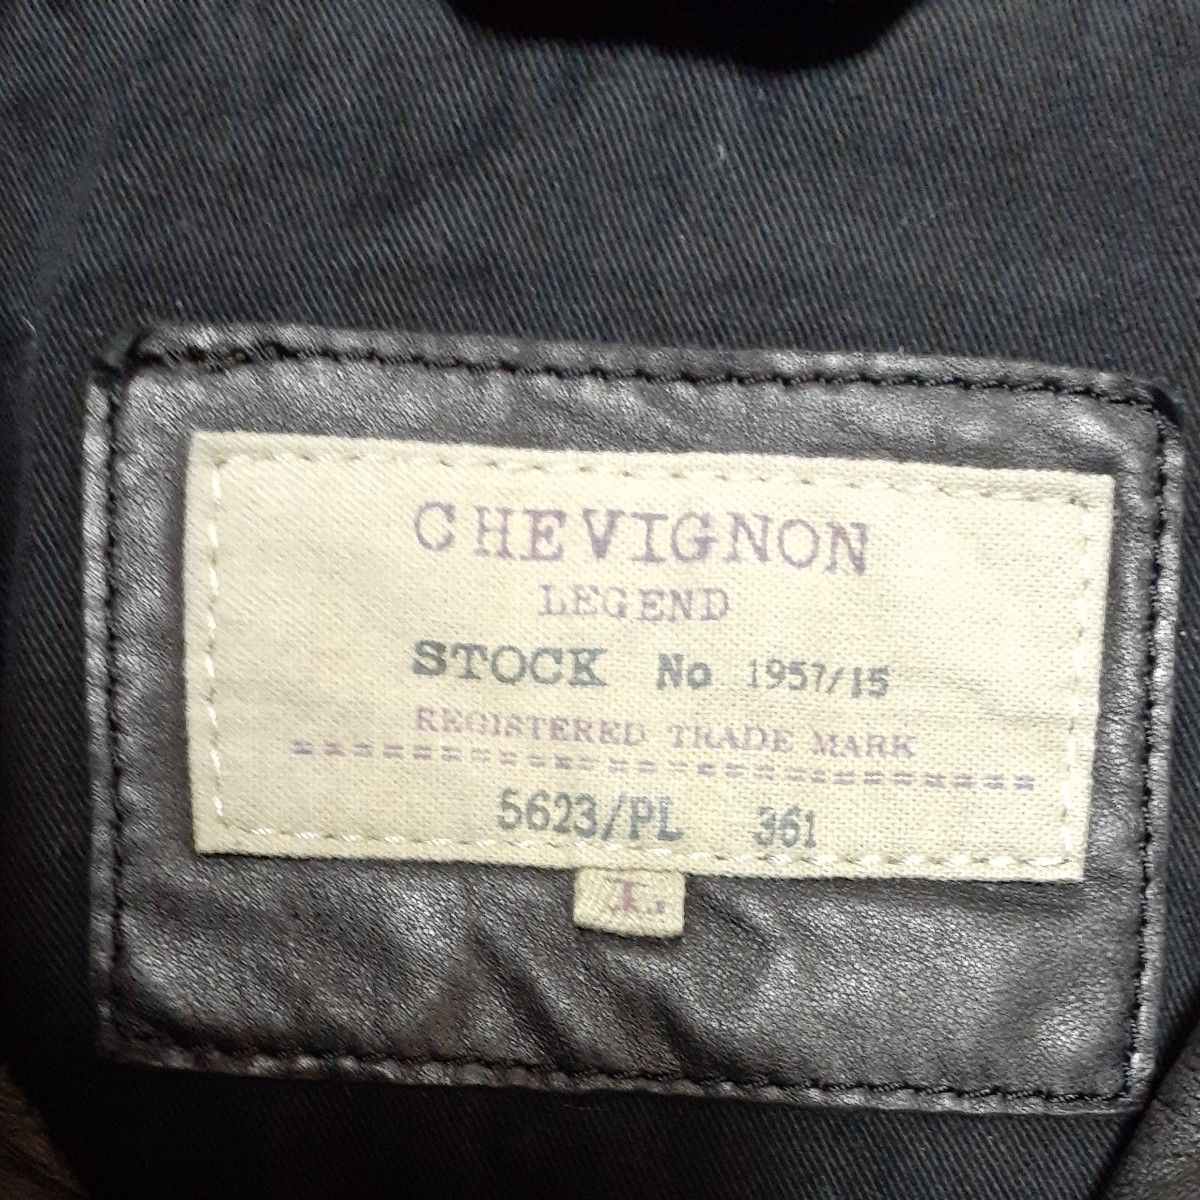 CHEVIGNON
LEGEND
STOCK No 1957/15
REGISTERED TRADE MARK
5623/PL 361
L